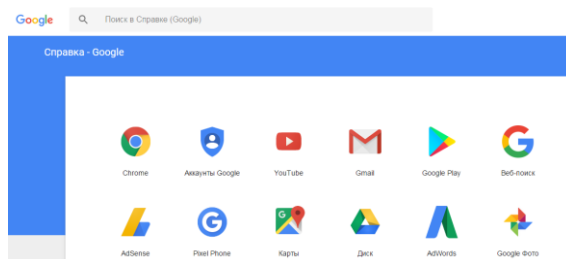 Google Поиск в Справке (Google)
Справка - Google
Chrome Аккаунты Google YouTube Gmail Google Play Веб-поиск
AdSense Pixel Phone Карты Диск AdWords Google Фото